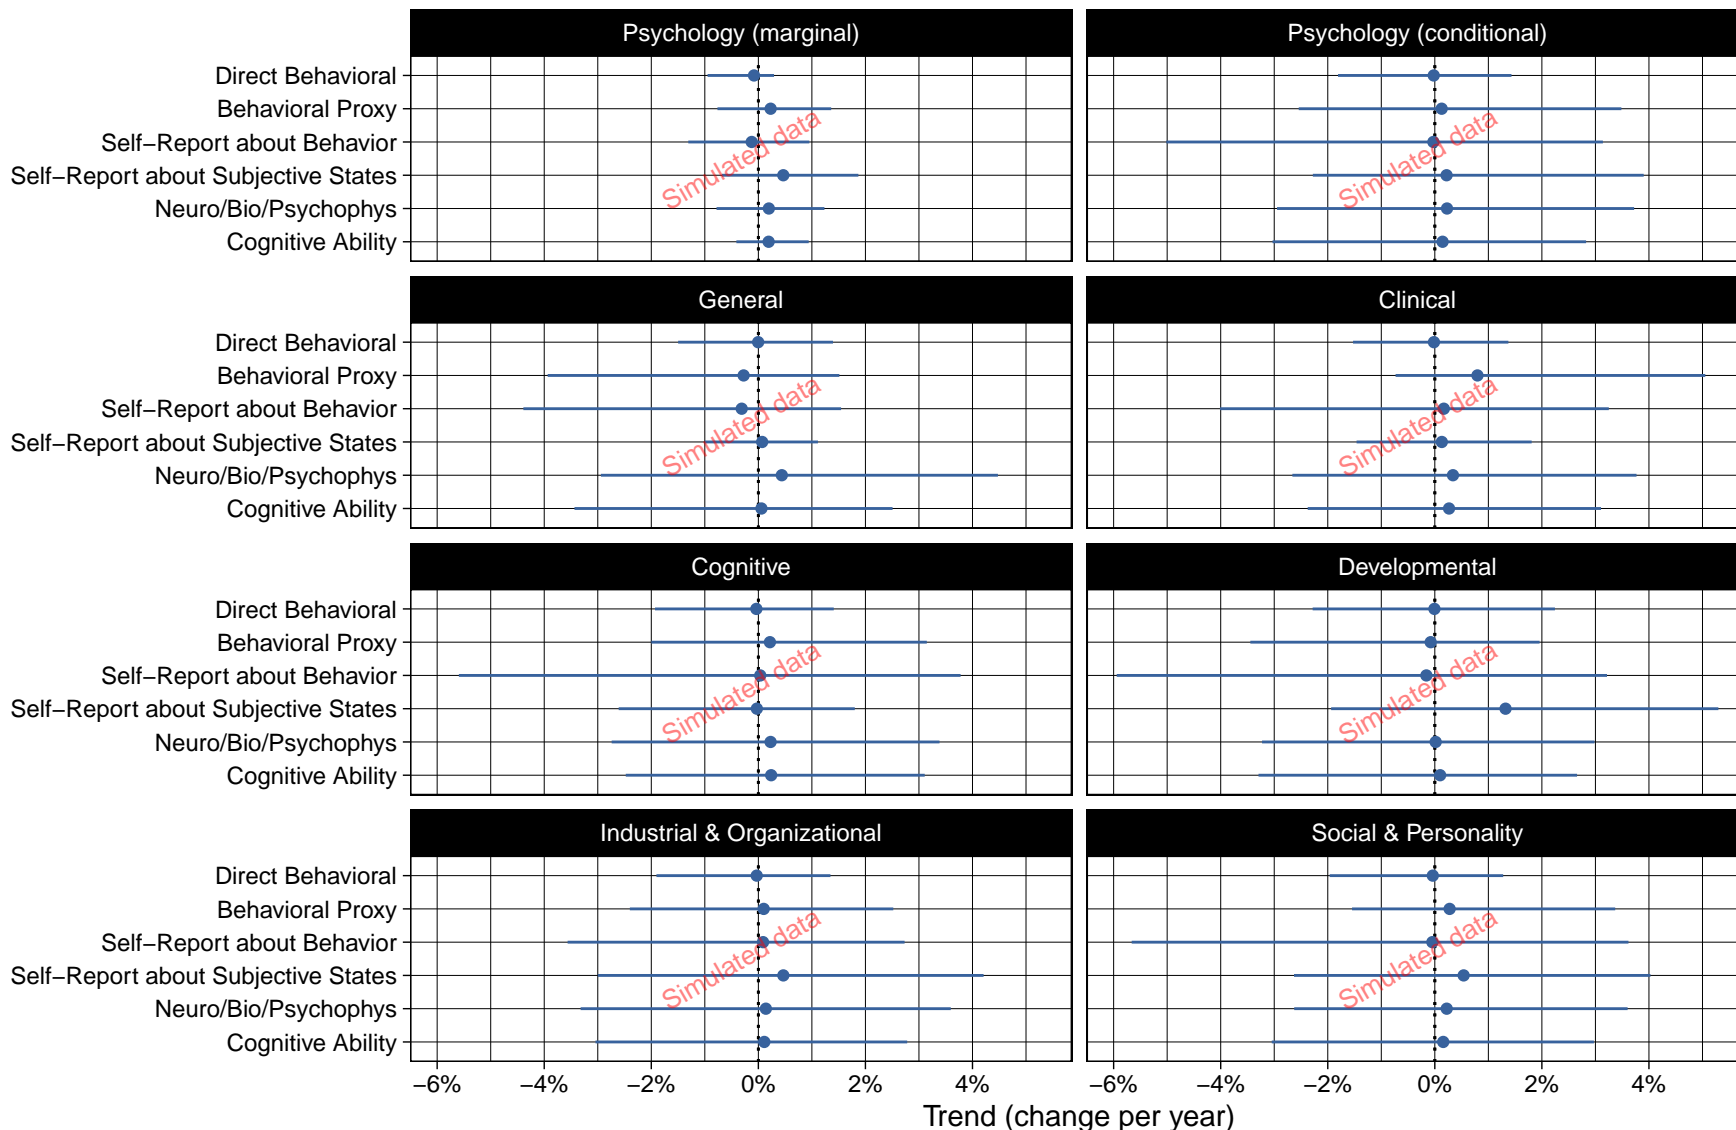 Psychology (marginal)
Psychology (conditional)
Direct Behavioral
Behavioral Proxy
Self−Report about Behavior
Self−Report about Subjective States
Neuro/Bio/Psychophys
Cognitive Ability
Simulated data
Simulated data
General
Clinical
Direct Behavioral
Behavioral Proxy
Self−Report about Behavior
Self−Report about Subjective States
Neuro/Bio/Psychophys
Cognitive Ability
Simulated data
Simulated data
Cognitive
Developmental
Direct Behavioral
Behavioral Proxy
Self−Report about Behavior
Self−Report about Subjective States
Neuro/Bio/Psychophys
Cognitive Ability
Simulated data
Simulated data
Industrial & Organizational
Social & Personality
Direct Behavioral
Behavioral Proxy
Self−Report about Behavior
Self−Report about Subjective States
Neuro/Bio/Psychophys
Cognitive Ability
Simulated data
Simulated data
−6% −4% −2% 0% 2% 4%
−6% −4% −2% 0% 2% 4%
Trend (change per year)